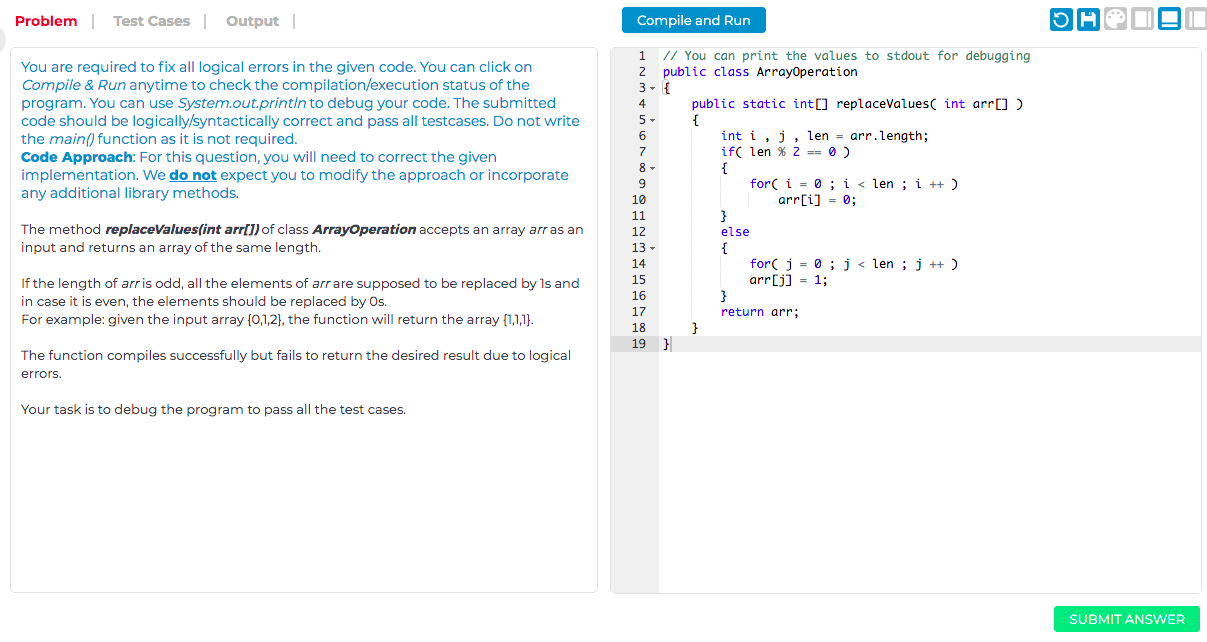 Problem | Test Cases | Output |
Compile and Run
You are required to fix all logical errors in the given code. You can click on
Compile & Run anytime to check the compilation/execution status of the
program. You can use System.out.println to debug your code. The submitted
code should be logically/syntactically correct and pass all testcases. Do not write
the main() function as it is not required.
Code Approach: For this question, you will need to correct the given
implementation. We do not expect you to modify the approach or incorporate
any additional library methods.
The method replaceValues(int arr[]) of class ArrayOperation accepts an array arr as an
input and returns an array of the same length.
If the length of arr is odd, all the elements of arr are supposed to be replaced by 1s and
in case it is even, the elements should be replaced by 0s.
For example: given the input array {0,1,2}, the function will return the array {1,1,1}.
The function compiles successfully but fails to return the desired result due to logical
errors.
Your task is to debug the program to pass all the test cases.
1 // You can print the values to stdout for debugging
2 public class ArrayOperation
3 {
4 public static int[] replaceValues( int arr[] )
5 {
6 int i , j , len = arr.length;
7 if( len % 2 == 0 )
8 {
9 for( i = 0 ; i < len ; i ++ )
10 arr[i] = 0;
11 }
12 else
13 {
14 for( j = 0 ; j < len ; j ++ )
15 arr[j] = 1;
16 }
17 return arr;
18 }
19 }
SUBMIT ANSWER